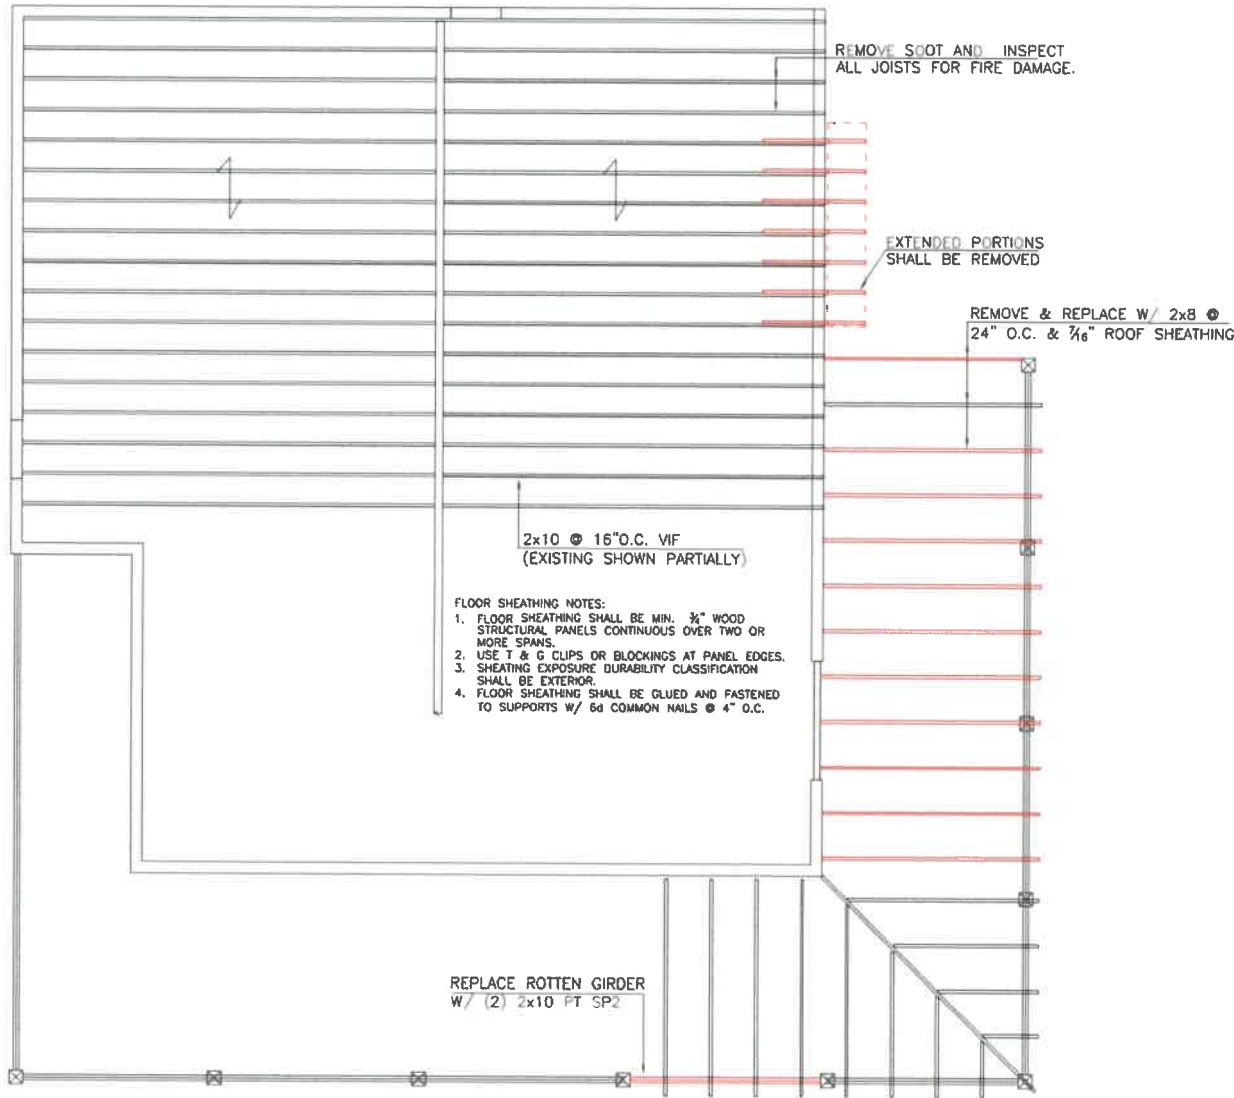 REMOVE SOOT AND INSPECT
ALL JOISTS FOR FIRE DAMAGE.
EXTENDED PORTIONS
SHALL BE REMOVED
REMOVE & REPLACE W/ 2x8 @
24" O.C. & 7/16" ROOF SHEATHING
2x10 @ 16"O.C. VIF
(EXISTING SHOWN PARTIALLY)
FLOOR SHEATHING NOTES:
1. FLOOR SHEATHING SHALL BE MIN. 3/4" WOOD
STRUCTURAL PANELS CONTINUOUS OVER TWO OR
MORE SPANS.
2. USE T & G CLIPS OR BLOCKINGS AT PANEL EDGES.
3. SHEATING EXPOSURE DURABILITY CLASSIFICATION
SHALL BE EXTERIOR.
4. FLOOR SHEATHING SHALL BE GLUED AND FASTENED
TO SUPPORTS W/ 6d COMMON NAILS @ 4" O.C.
REPLACE ROTTEN GIRDER
W/ (2) 2x10 PT SP2